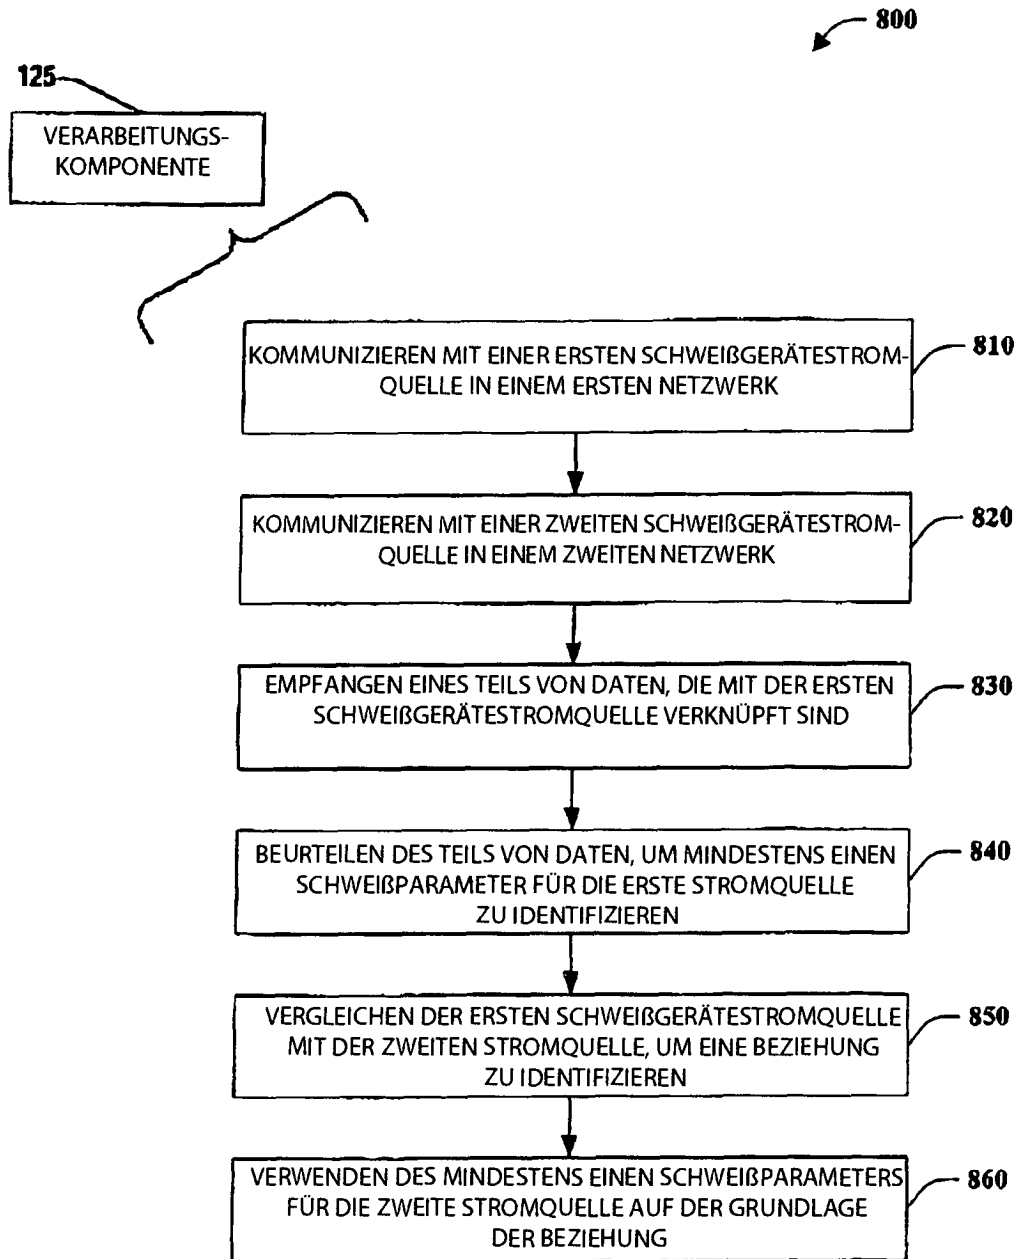 800
125
VERARBEITUNGS-
KOMPONENTE
KOMMUNIZIEREN MIT EINER ERSTEN SCHWEIßGERÄTESTROM-
QUELLE IN EINEM ERSTEN NETZWERK
810
KOMMUNIZIEREN MIT EINER ZWEITEN SCHWEIßGERÄTESTROM-
QUELLE IN EINEM ZWEITEN NETZWERK
820
EMPFANGEN EINES TEILS VON DATEN, DIE MIT DER ERSTEN
SCHWEIßGERÄTESTROMQUELLE VERKNÜPFT SIND
830
BEURTEILEN DES TEILS VON DATEN, UM MINDESTENS EINEN
SCHWEIßPARAMETER FÜR DIE ERSTE STROMQUELLE
ZU IDENTIFIZIEREN
840
VERGLEICHEN DER ERSTEN SCHWEIßGERÄTESTROMQUELLE
MIT DER ZWEITEN STROMQUELLE, UM EINE BEZIEHUNG
ZU IDENTIFIZIEREN
850
VERWENDEN DES MINDESTENS EINEN SCHWEIßPARAMETERS
FÜR DIE ZWEITE STROMQUELLE AUF DER GRUNDLAGE
DER BEZIEHUNG
860